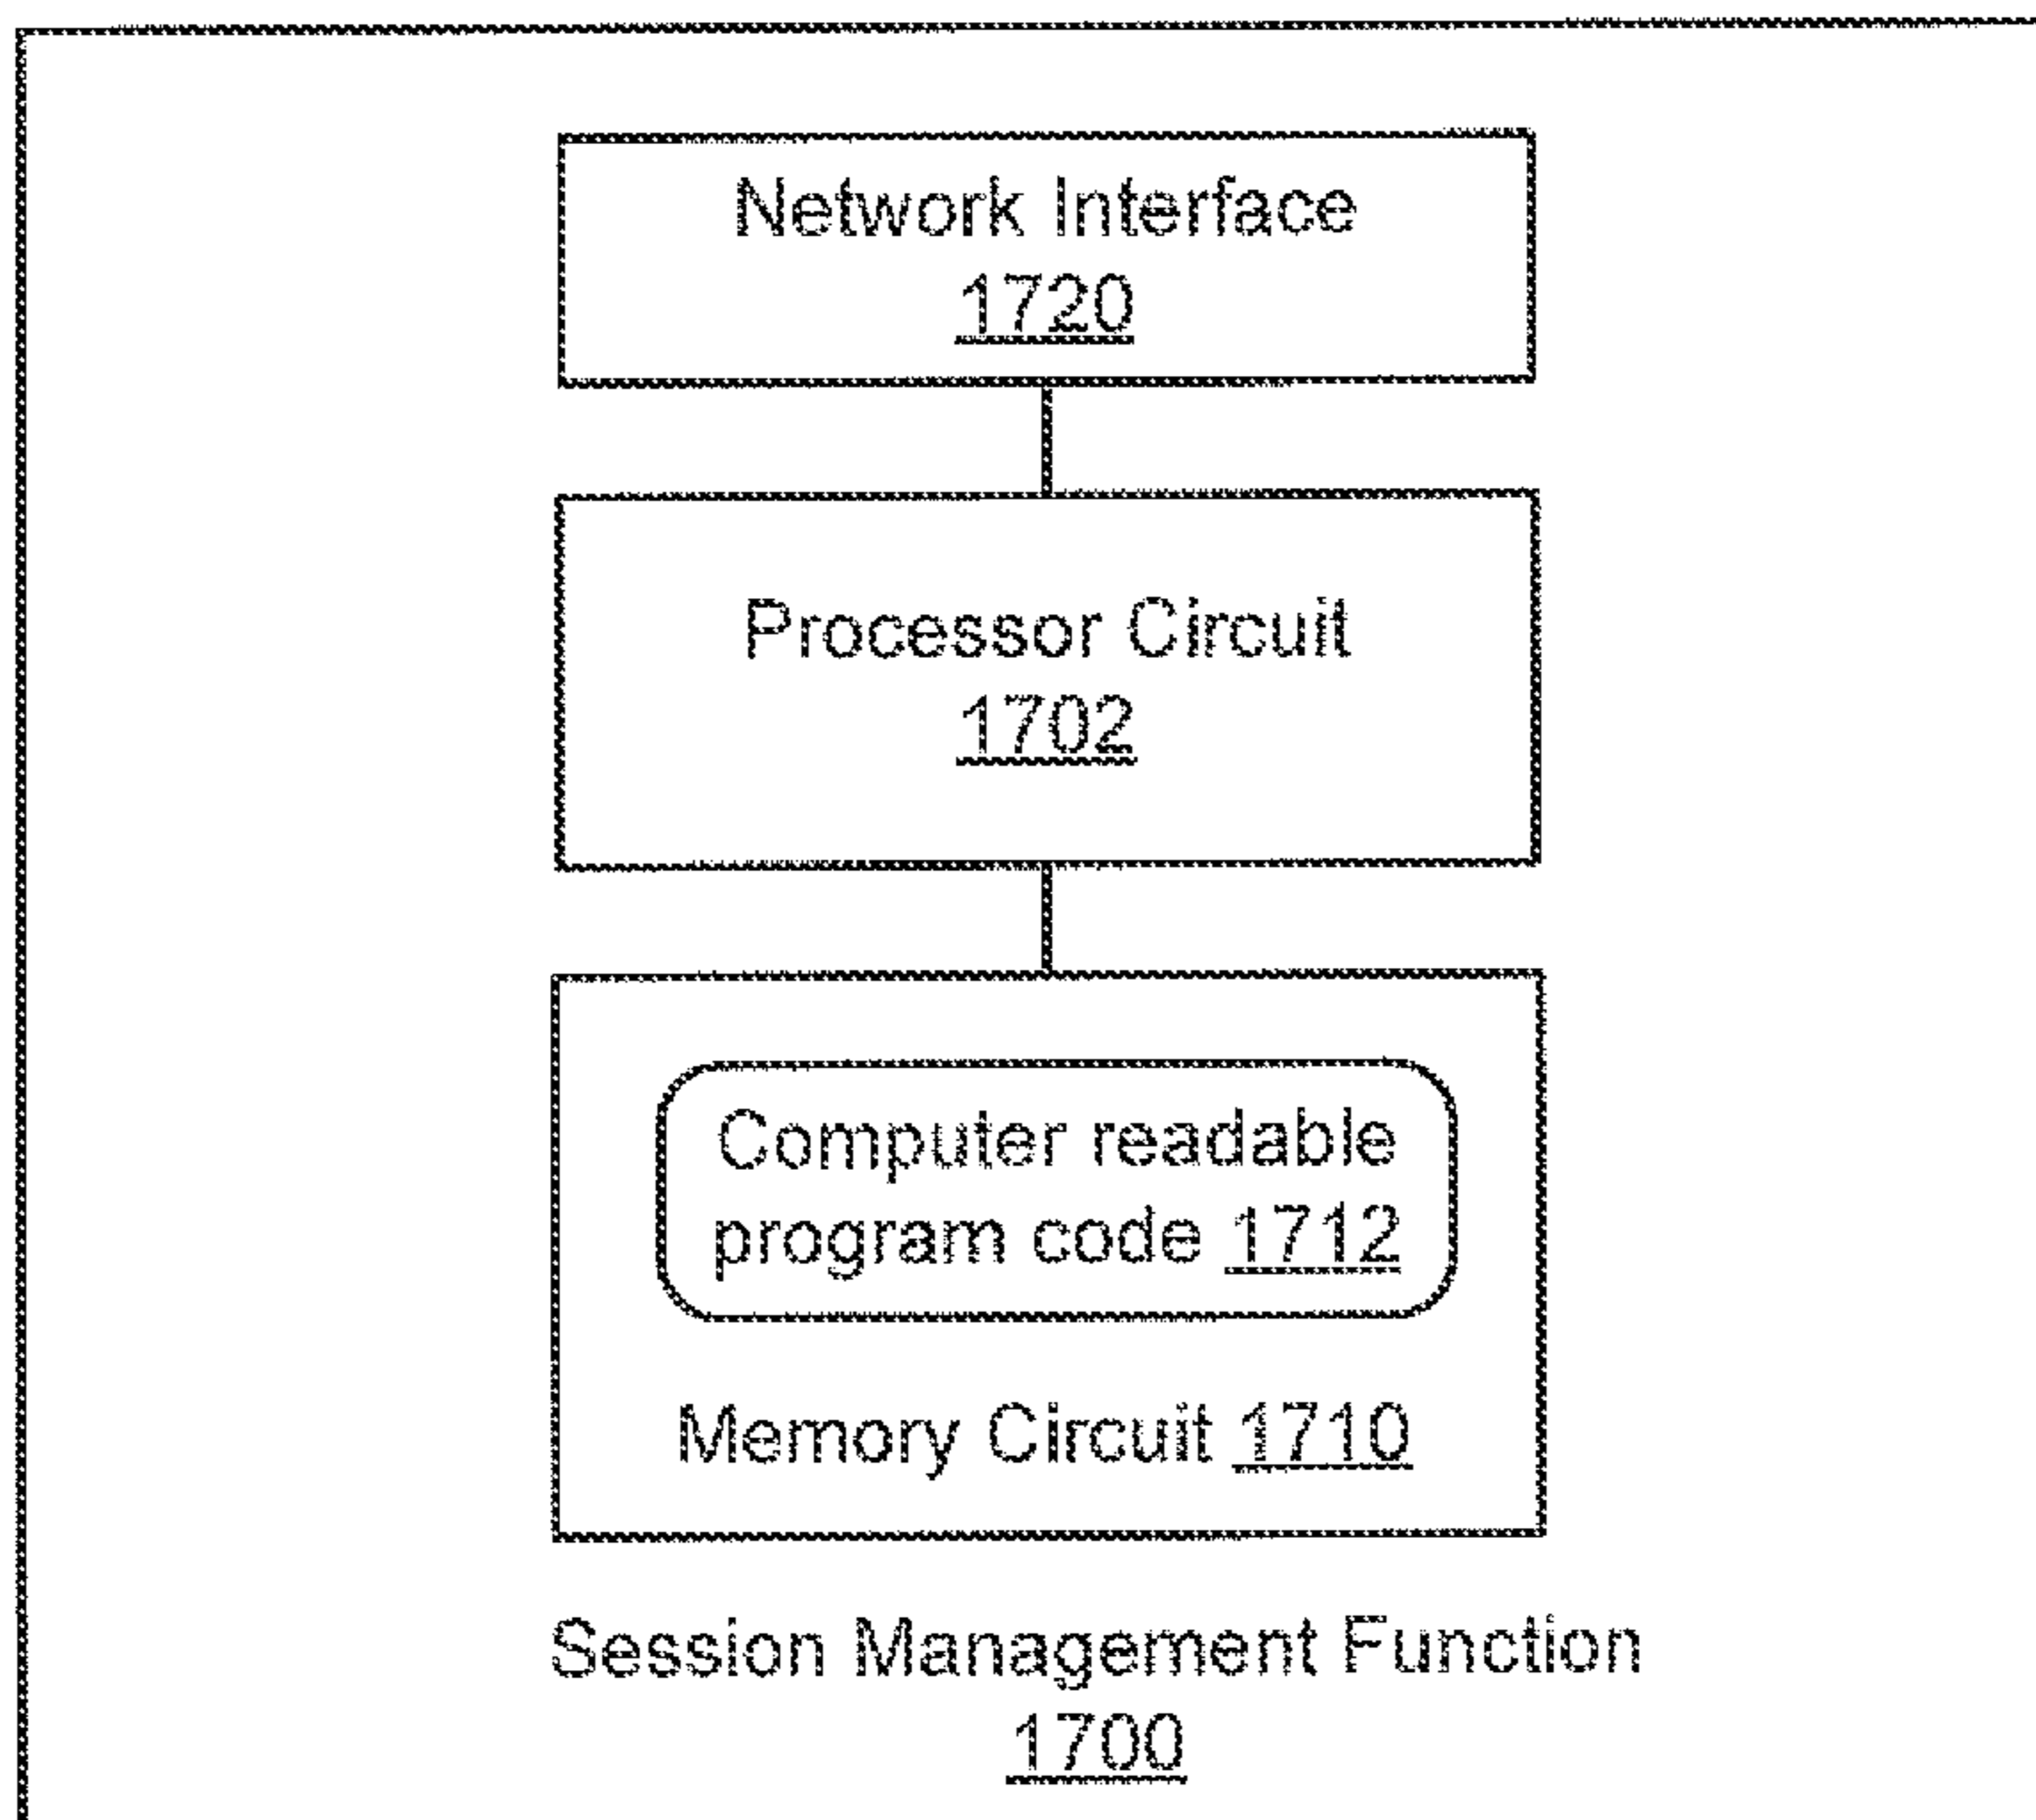 Network Interface
1720
Processor Circuit
1702
Computer readable
program code 1712
Memory Circuit 1710
Session Management Function
1700